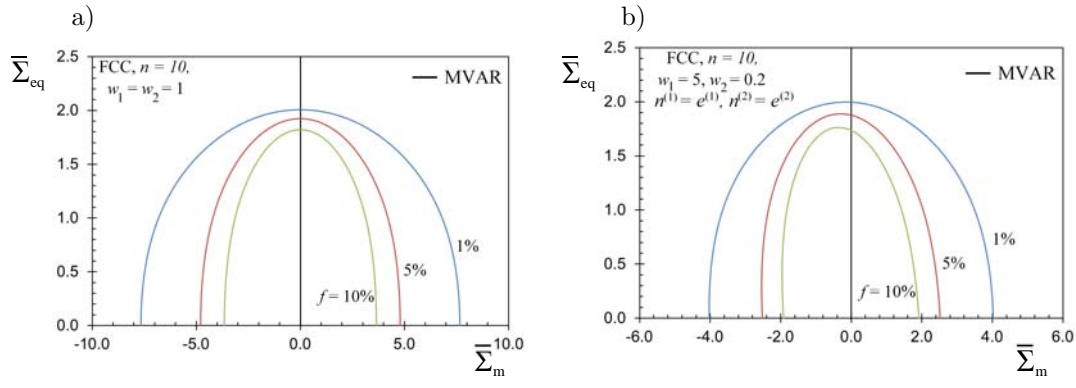 a)
Σ̅eq
2.5
2.0
1.5
1.0
0.5
0.0
FCC, n = 10,
w1 = w2 = 1
MVAR
1%
5%
f = 10%
-10.0 -5.0 0.0 5.0 10.0
Σ̅m
b)
Σ̅eq
2.5
2.0
1.5
1.0
0.5
0.0
FCC, n = 10,
w1 = 5, w2 = 0.2
n(1) = e(1), n(2) = e(2)
MVAR
1%
5%
f = 10%
-6.0 -4.0 -2.0 0.0 2.0 4.0 6.0
Σ̅m